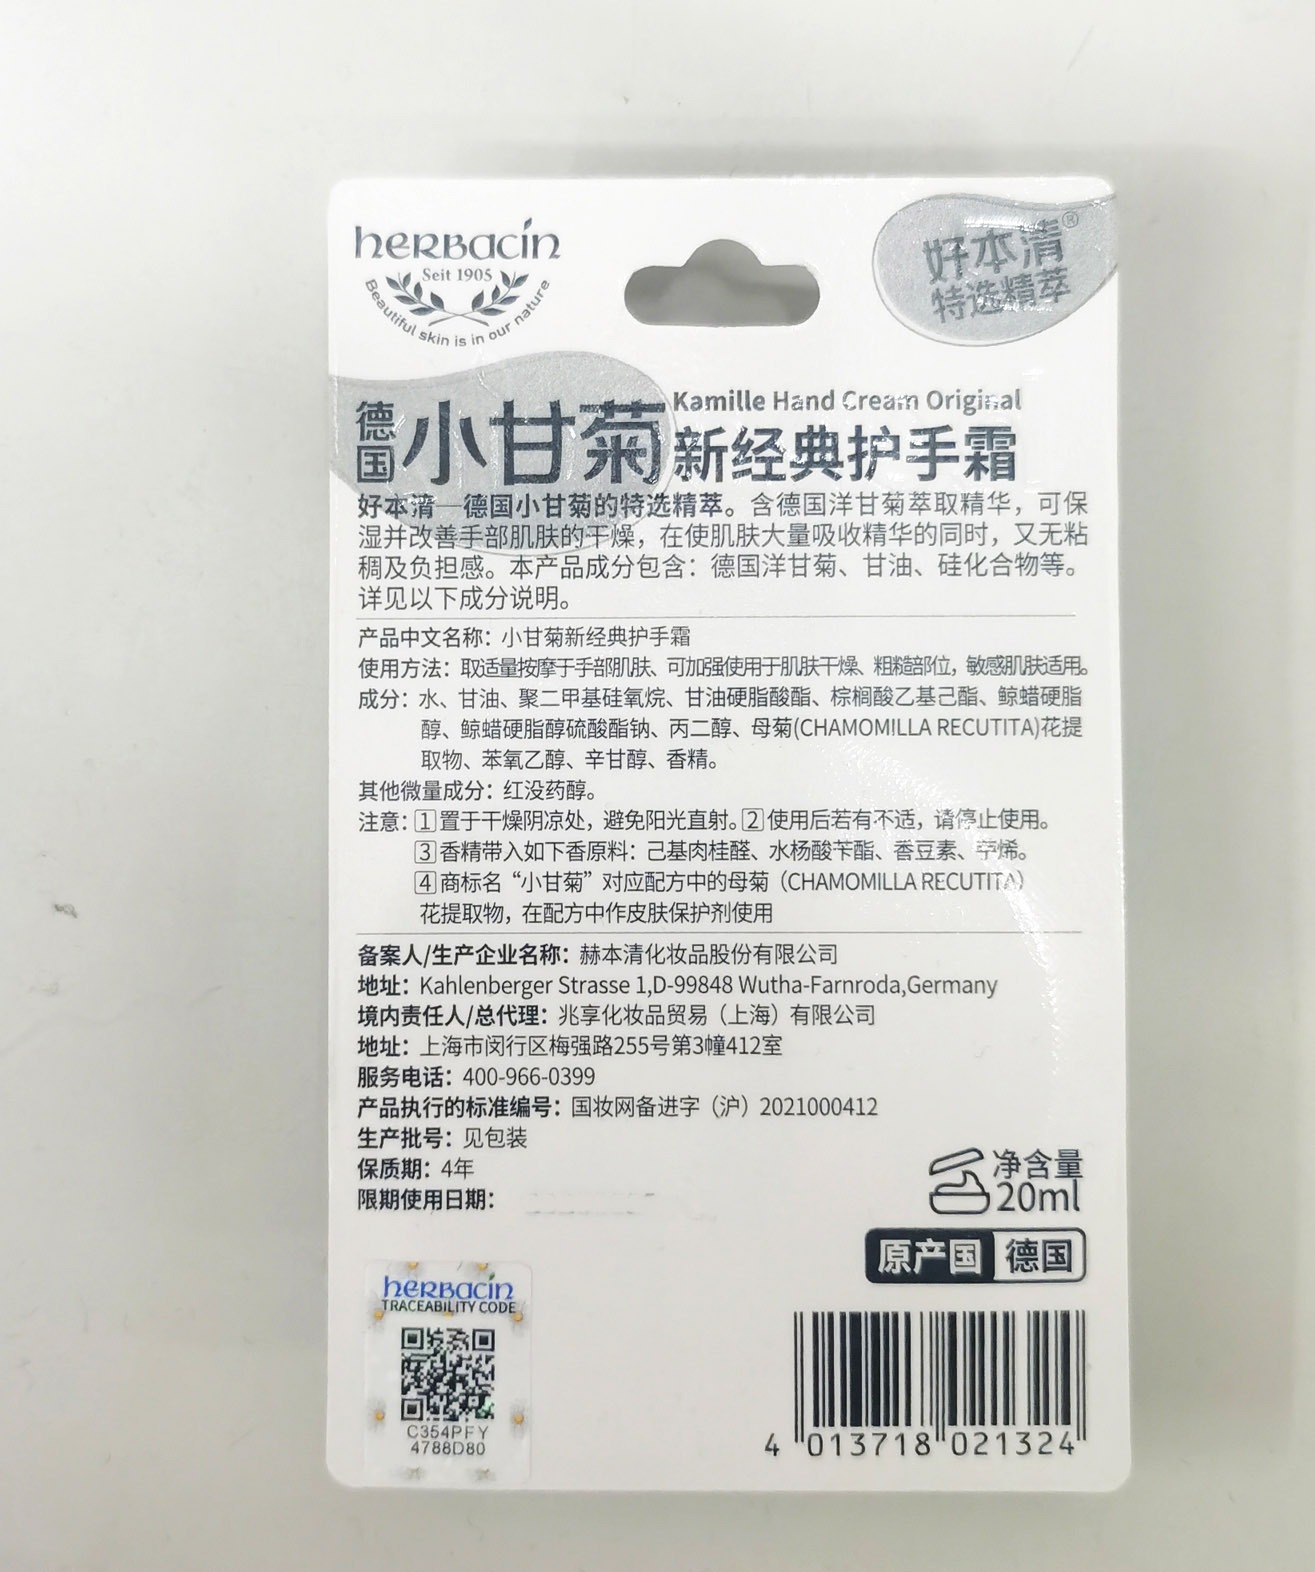 herbacin
Seit 1905
Beautiful skin is in our nature
好本清®
特选精萃
德国小甘菊
Kamille Hand Cream Original
新经典护手霜
好本清—德国小甘菊的特选精萃。含德国洋甘菊萃取精华，可保
湿并改善手部肌肤的干燥，在使肌肤大量吸收精华的同时，又无粘
稠及负担感。本产品成分包含：德国洋甘菊、甘油、硅化合物等。
详见以下成分说明。
产品中文名称：小甘菊新经典护手霜
使用方法：取适量按摩于手部肌肤、可加强使用于肌肤干燥、粗糙部位，敏感肌肤适用。
成分：水、甘油、聚二甲基硅氧烷、甘油硬脂酸酯、棕榈酸乙基己酯、鲸蜡硬脂
醇、鲸蜡硬脂醇硫酸酯钠、丙二醇、母菊(CHAMOMILLA RECUTITA)花提
取物、苯氧乙醇、辛甘醇、香精。
其他微量成分：红没药醇。
注意：1置于干燥阴凉处，避免阳光直射。2使用后若有不适，请停止使用。
3香精带入如下香原料：己基肉桂醛、水杨酸苄酯、香豆素、苧烯。
4商标名“小甘菊”对应配方中的母菊（CHAMOMILLA RECUTITA）
花提取物，在配方中作皮肤保护剂使用
备案人/生产企业名称：赫本清化妆品股份有限公司
地址：Kahlenberger Strasse 1,D-99848 Wutha-Farnroda,Germany
境内责任人/总代理：兆享化妆品贸易（上海）有限公司
地址：上海市闵行区梅强路255号第3幢412室
服务电话：400-966-0399
产品执行的标准编号：国妆网备进字（沪）2021000412
生产批号：见包装
保质期：4年
限期使用日期：
净含量
20ml
原产国 德国
herbacin
TRACEABILITY CODE
C354PFY
4788D80
4 013718 021324